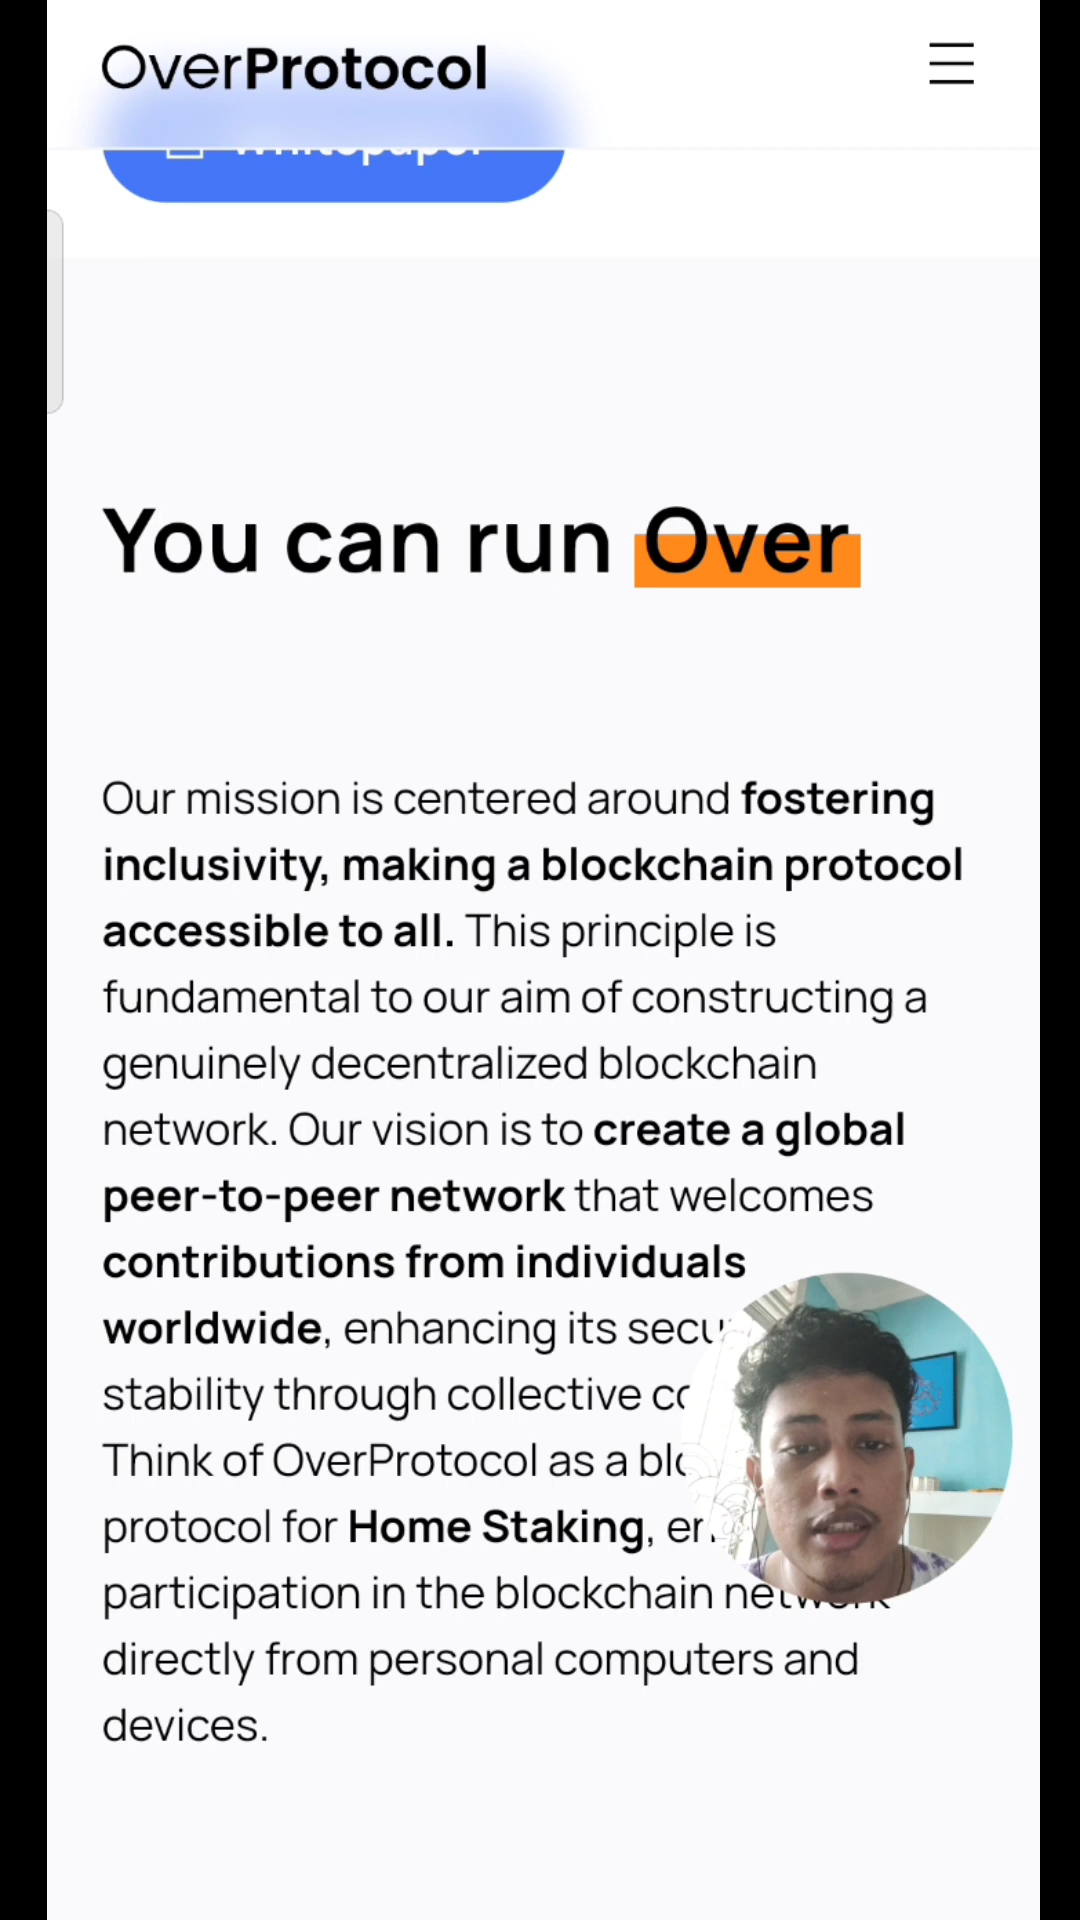 OverProtocol
Whitepaper
You can run Over
Our mission is centered around fostering
inclusivity, making a blockchain protocol
accessible to all. This principle is
fundamental to our aim of constructing a
genuinely decentralized blockchain
network. Our vision is to create a global
peer-to-peer network that welcomes
contributions from individuals
worldwide, enhancing its
stability through collective
Think of OverProtocol as a
protocol for Home Staking,
participation in the blockchain network
directly from personal computers and
devices.